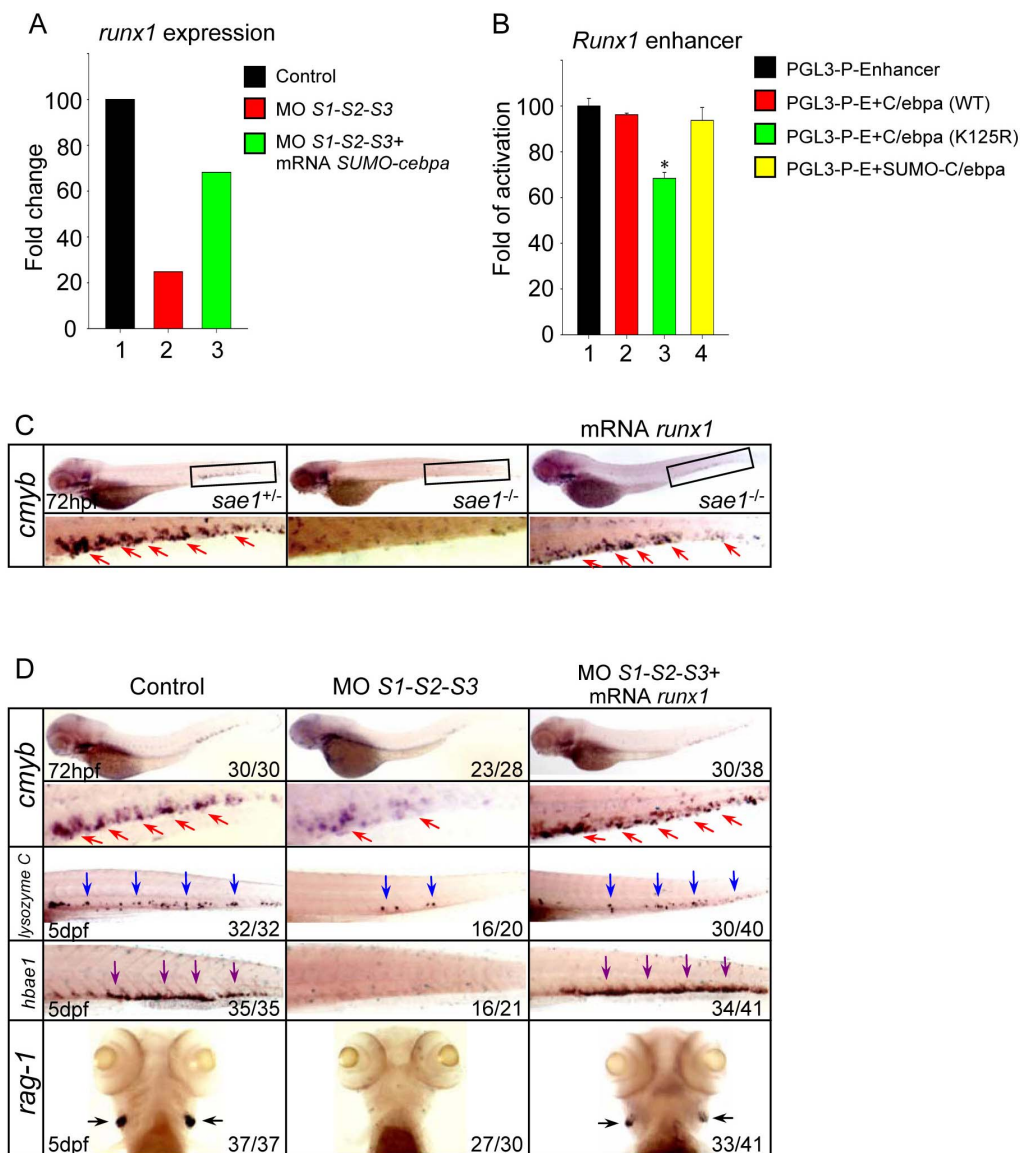 A
runx1 expression
Fold change
100
80
60
40
20
0
1 2 3
Control
MO S1-S2-S3
MO S1-S2-S3+
mRNA SUMO-cebpa
B
Runx1 enhancer
Fold of activation
100
80
60
40
20
0
*
1 2 3 4
PGL3-P-Enhancer
PGL3-P-E+C/ebpa (WT)
PGL3-P-E+C/ebpa (K125R)
PGL3-P-E+SUMO-C/ebpa
C
mRNA runx1
cmyb
72hpf
sae1+/-
sae1-/-
sae1-/-
D
Control
MO S1-S2-S3
MO S1-S2-S3+
mRNA runx1
cmyb
72hpf
30/30
23/28
30/38
lysozyme C
5dpf
32/32
16/20
30/40
hbae1
5dpf
35/35
16/21
34/41
rag-1
5dpf
37/37
27/30
33/41